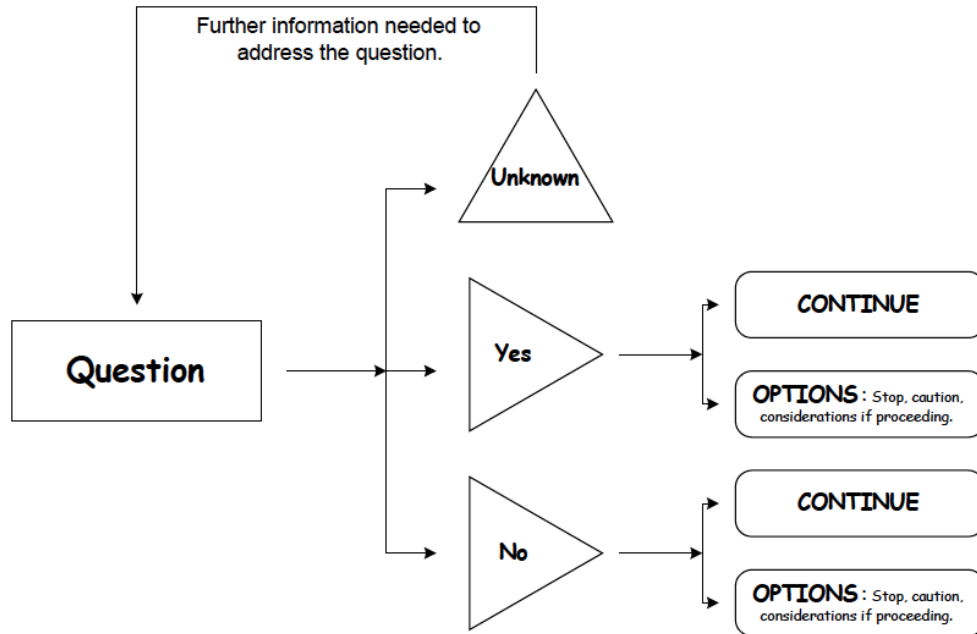 Further information needed to
address the question.
Unknown
Question
Yes
CONTINUE
OPTIONS: Stop, caution,
considerations if proceeding.
No
CONTINUE
OPTIONS: Stop, caution,
considerations if proceeding.